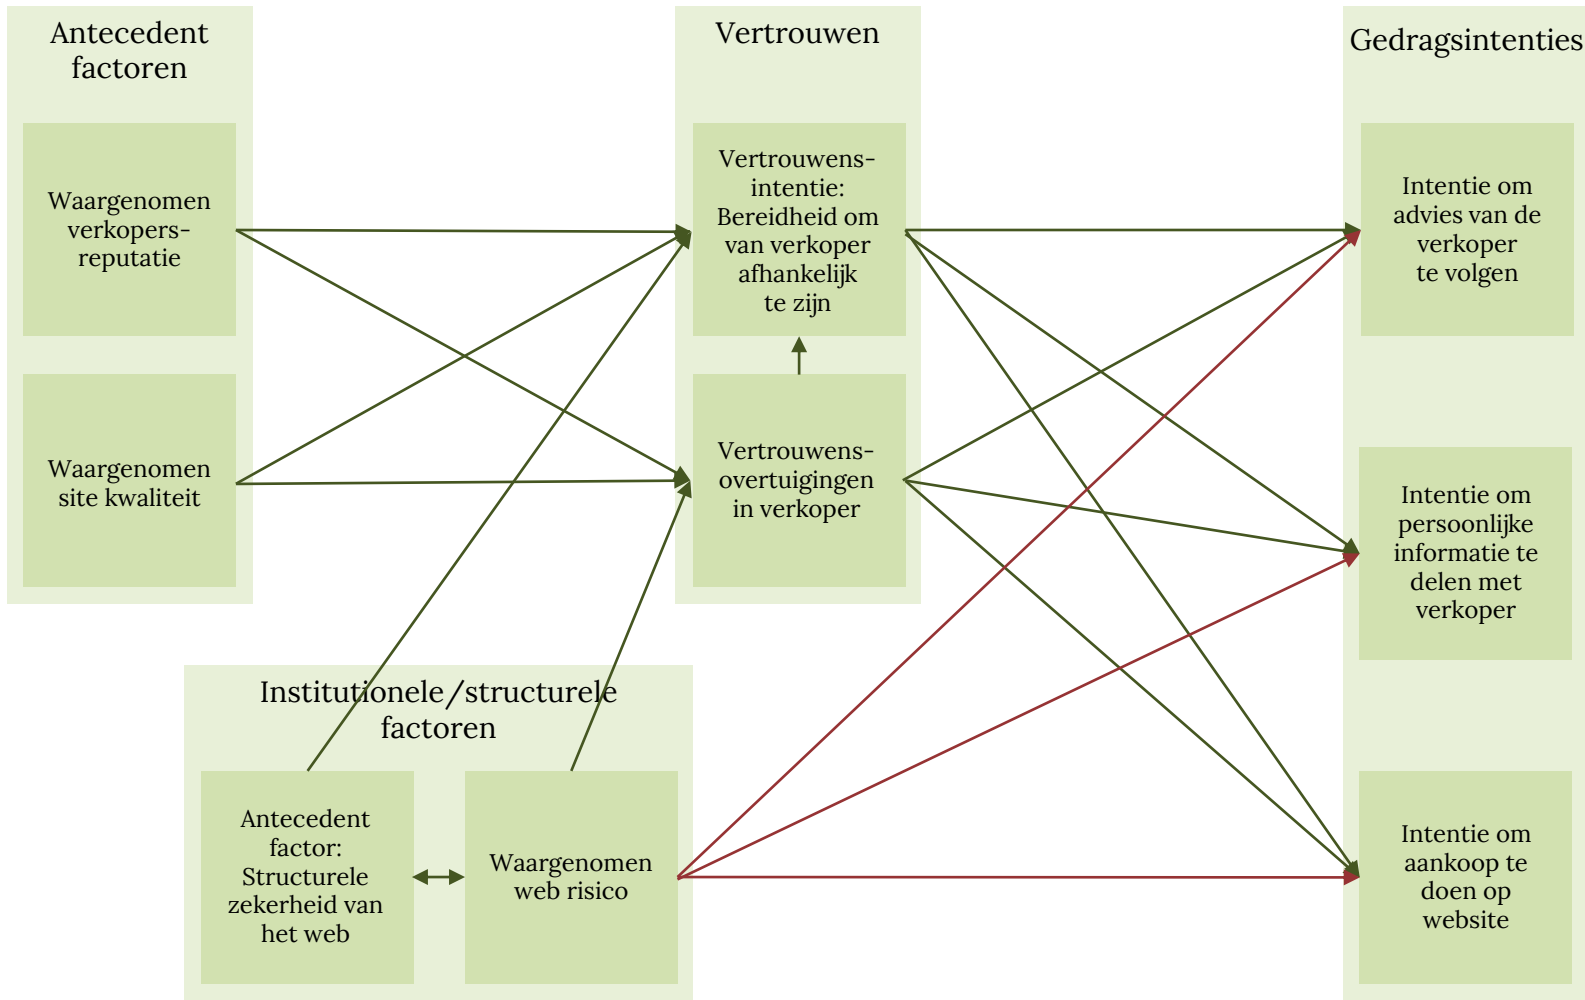 Antecedent
factoren
Waargenomen
verkopers-
reputatie
Waargenomen
site kwaliteit
Vertrouwen
Vertrouwens-
intentie:
Bereidheid om
van verkoper
afhankelijk
te zijn
Vertrouwens-
overtuigingen
in verkoper
Gedragsintenties
Intentie om
advies van de
verkoper
te volgen
Intentie om
persoonlijke
informatie te
delen met
verkoper
Intentie om
aankoop te
doen op
website
Institutionele/structurele
factoren
Antecedent
factor:
Structurele
zekerheid van
het web
Waargenomen
web risico